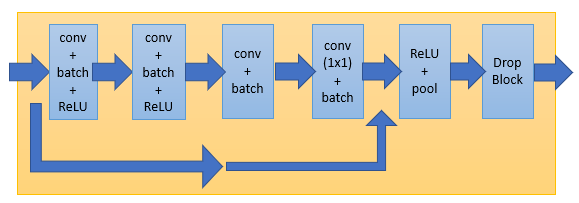 conv
+
batch
+
ReLU
conv
+
batch
+
ReLU
conv
+
batch
conv
(1x1)
+
batch
ReLU
+
pool
Drop
Block